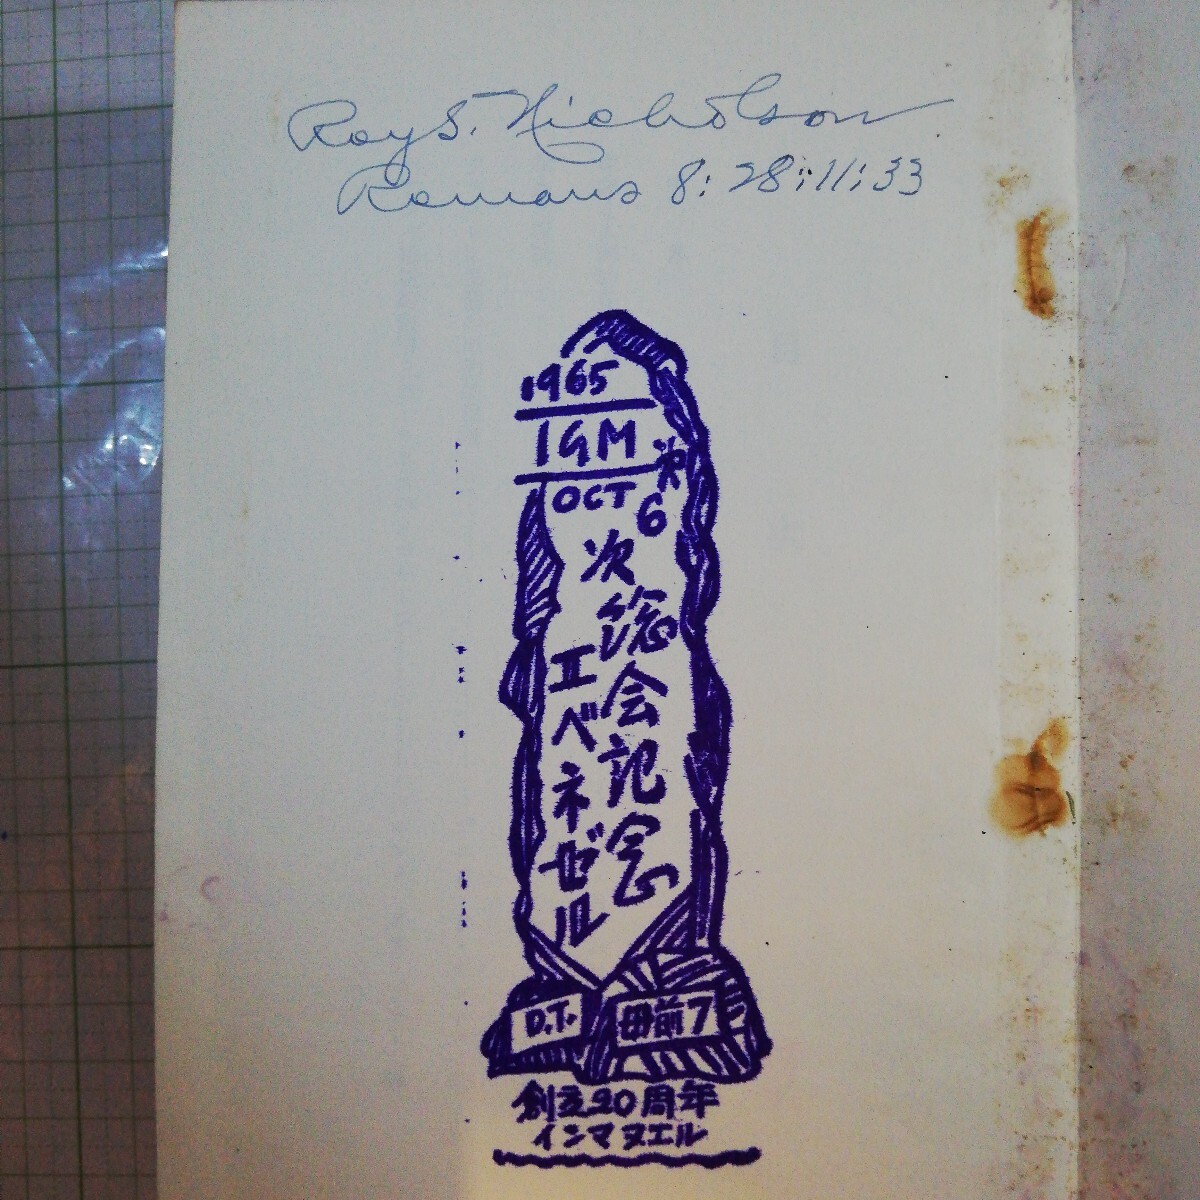 Roy S. Nicholson
Romans 8:28; 11:33
1965
IGM
OCT
第6
次総会記念
エベネゼル
D.T.
母前7
創立20周年
インマヌエル